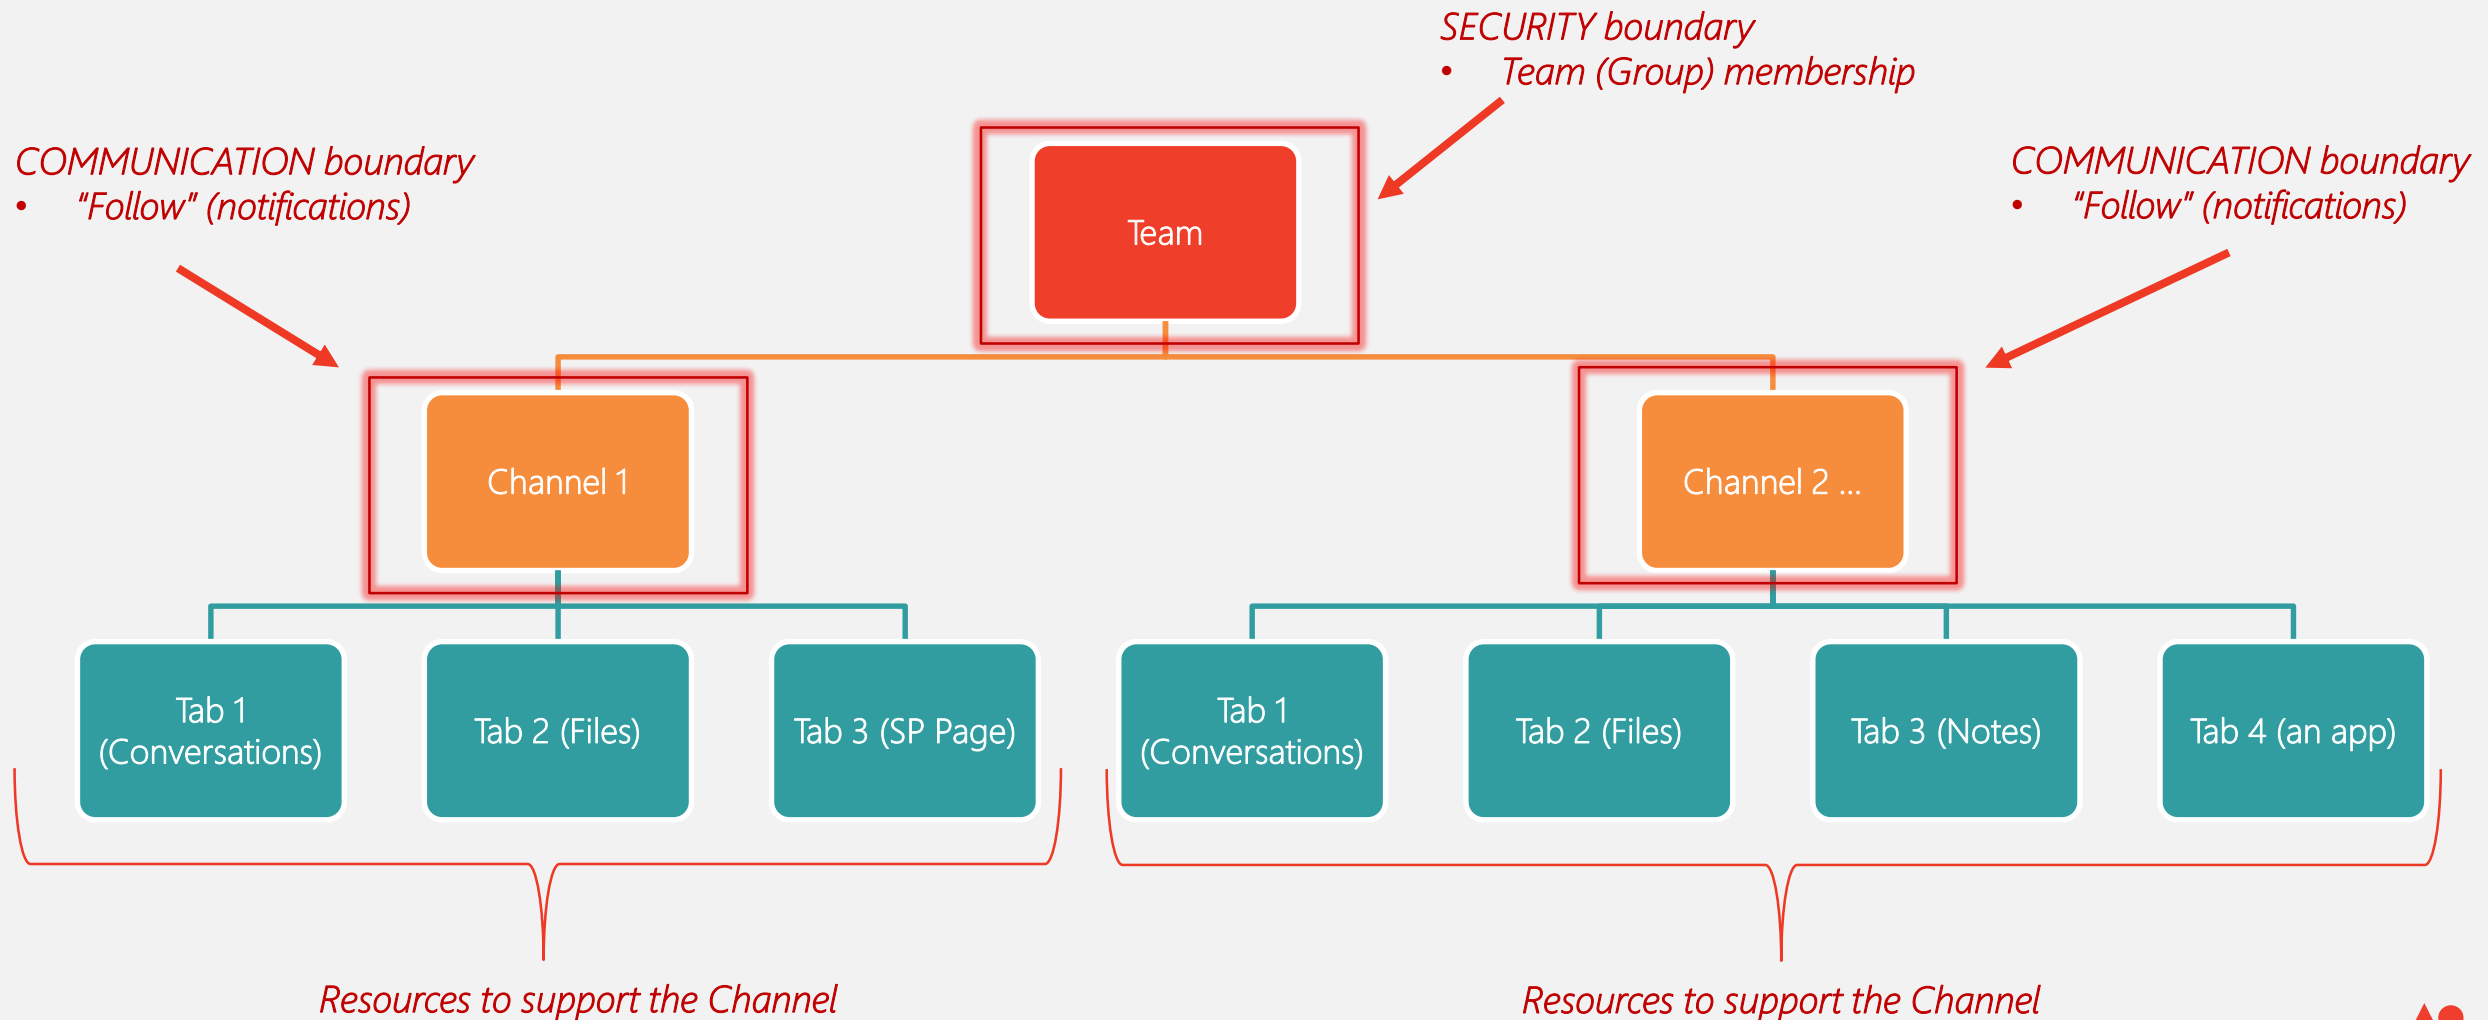 SECURITY boundary
• Team (Group) membership
COMMUNICATION boundary
• “Follow” (notifications)
COMMUNICATION boundary
• “Follow” (notifications)
Team
Channel 1
Channel 2 ...
Tab 1
(Conversations)
Tab 2 (Files)
Tab 3 (SP Page)
Tab 1
(Conversations)
Tab 2 (Files)
Tab 3 (Notes)
Tab 4 (an app)
Resources to support the Channel
Resources to support the Channel